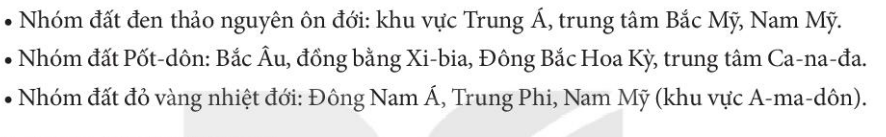 • Nhóm đất đen thảo nguyên ôn đới: khu vực Trung Á, trung tâm Bắc Mỹ, Nam Mỹ.
• Nhóm đất Pốt-dôn: Bắc Âu, đồng bằng Xi-bia, Đông Bắc Hoa Kỳ, trung tâm Ca-na-đa.
• Nhóm đất đỏ vàng nhiệt đới: Đông Nam Á, Trung Phi, Nam Mỹ (khu vực A-ma-dôn).